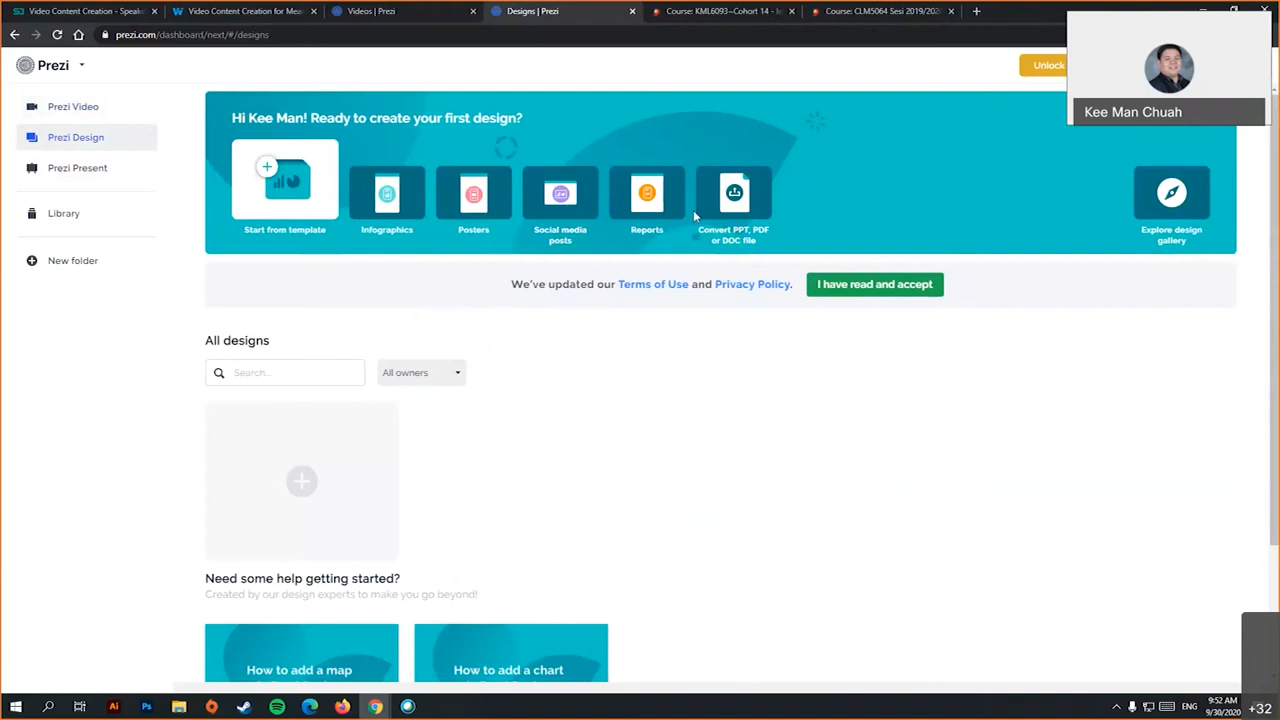 Video Content Creation - Speake
Video Content Creation for Mea
Videos | Prezi
Designs | Prezi
Course: KML6093~Cohort 14 - In
Course: CLM5064 Sesi 2019/202
prezi.com/dashboard/next/#/designs
Prezi
Unlock
Kee Man Chuah
Prezi Video
Prezi Design
Prezi Present
Library
New folder
Hi Kee Man! Ready to create your first design?
Start from template
Infographics
Posters
Social media
posts
Reports
Convert PPT, PDF
or DOC file
Explore design
gallery
We've updated our Terms of Use and Privacy Policy.
I have read and accept
All designs
Search...
All owners
Need some help getting started?
Created by our design experts to make you go beyond!
How to add a map
How to add a chart
ENG
9:52 AM
9/30/2020
+32